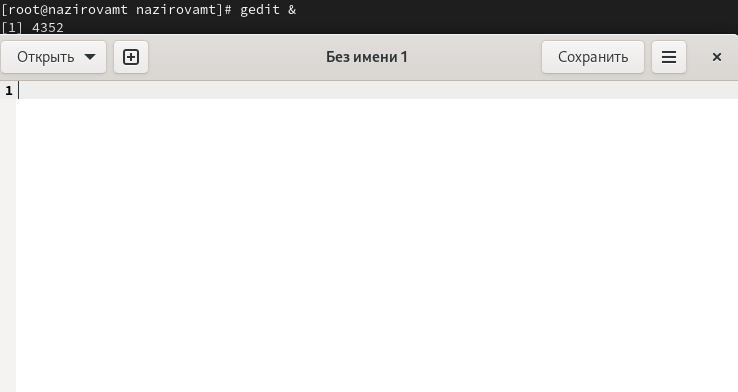 [root@nazirovamt nazirovamt]# gedit &
[1] 4352
Открыть Без имени 1 Сохранить
1